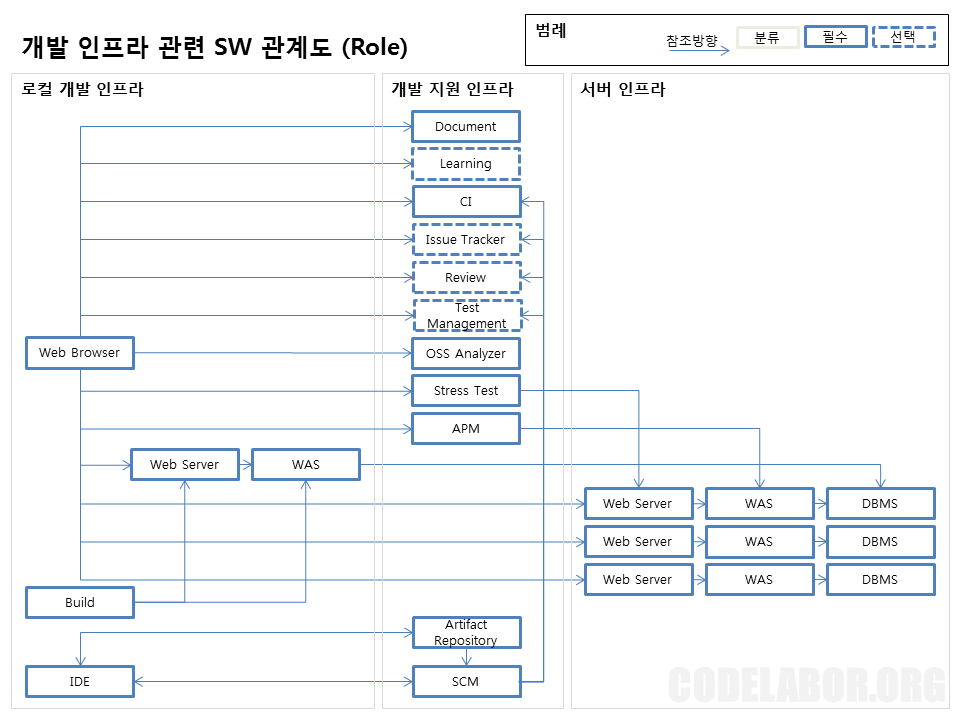 개발 인프라 관련 SW 관계도 (Role)
범례
참조방향
분류
필수
선택
로컬 개발 인프라
개발 지원 인프라
서버 인프라
Document
Learning
CI
Issue Tracker
Review
Test
Management
Web Browser
OSS Analyzer
Stress Test
APM
Web Server
WAS
Web Server
WAS
DBMS
Web Server
WAS
DBMS
Web Server
WAS
DBMS
Build
Artifact
Repository
IDE
SCM
CODELABOR.ORG